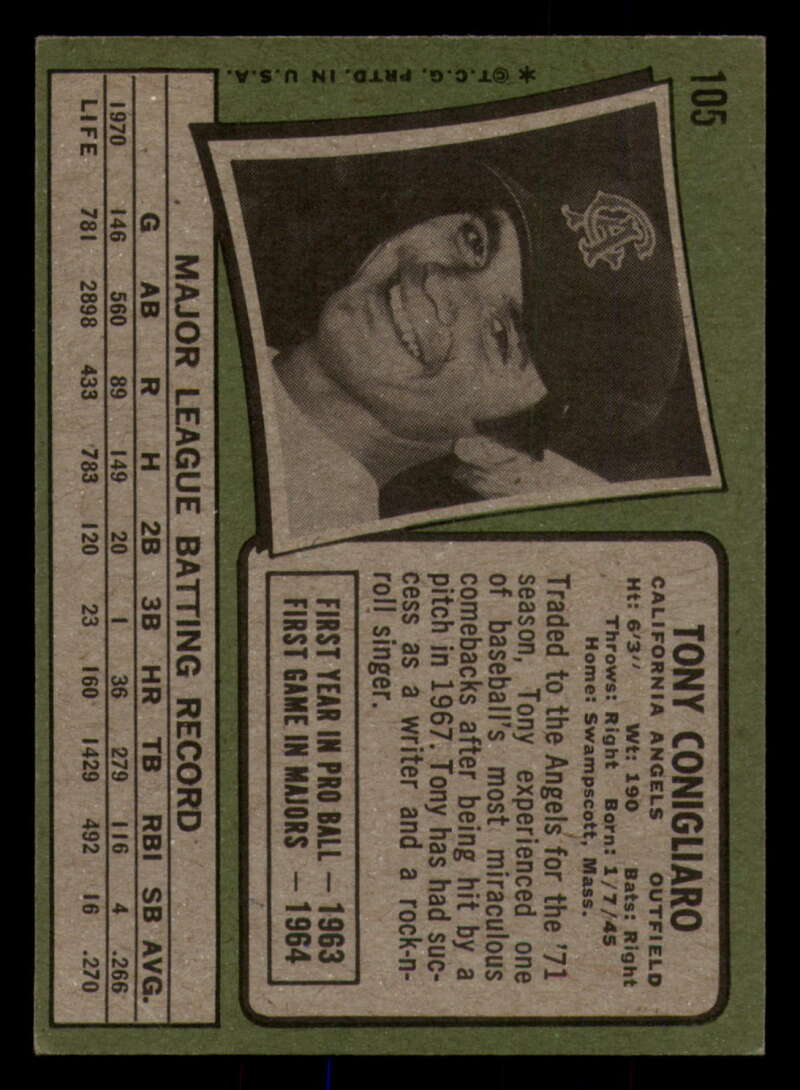 105
TONY CONIGLIARO
CALIFORNIA ANGELS OUTFIELD
Ht: 6'3" Wt: 190 Bats: Right
Throws: Right Born: 1/7/45
Home: Swampscott, Mass.
Traded to the Angels for the '71
season, Tony experienced one
of baseball's most miraculous
comebacks after being hit by a
pitch in 1967. Tony has had suc-
cess as a writer and a rock-n-
roll singer.
FIRST YEAR IN PRO BALL — 1963
FIRST GAME IN MAJORS — 1964
CA
MAJOR LEAGUE BATTING RECORD
G AB R H 2B 3B HR TB RBI SB AVG.
1970 146 560 89 149 20 1 36 279 116 4 .266
LIFE 781 2898 433 783 120 23 160 1429 492 16 .270
* ©T.C.G. PRTD. IN U.S.A.